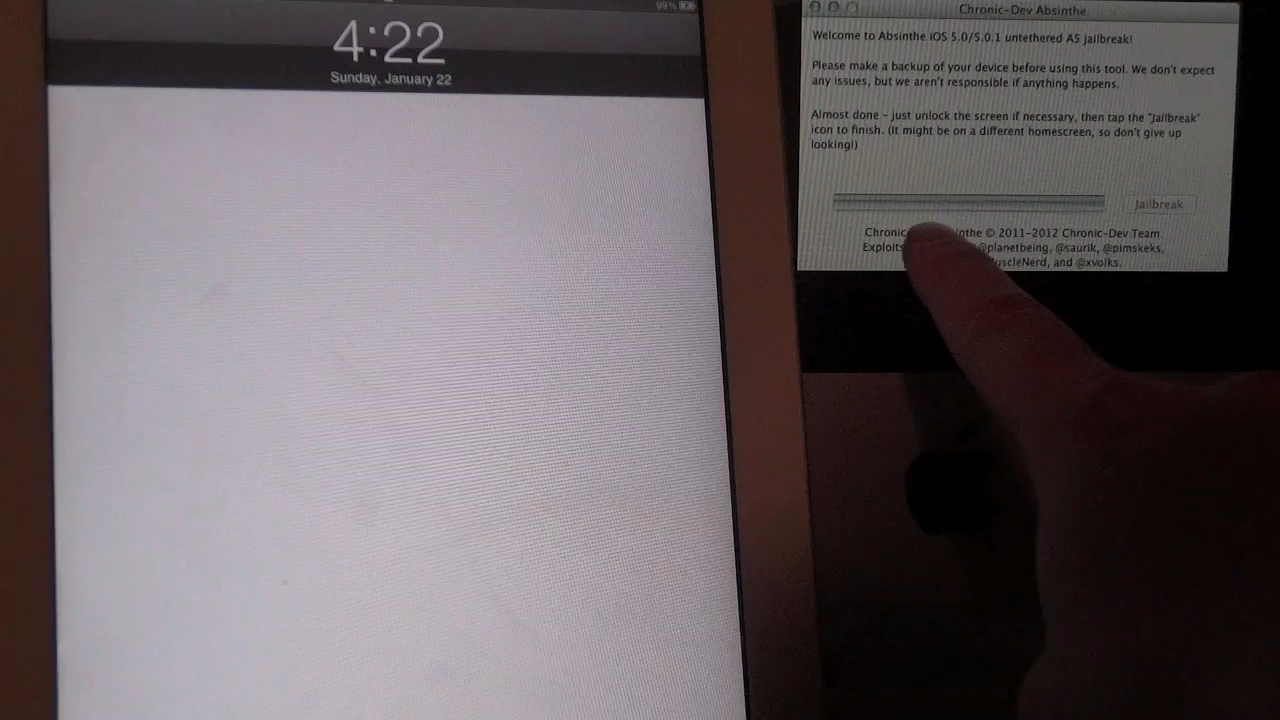 99%
4:22
Sunday, January 22
Chronic-Dev Absinthe
Welcome to Absinthe iOS 5.0/5.0.1 untethered A5 jailbreak!
Please make a backup of your device before using this tool. We don't expect
any issues, but we aren't responsible if anything happens.
Almost done - just unlock the screen if necessary, then tap the "Jailbreak"
icon to finish. (It might be on a different homescreen, so don't give up
looking!)
Jailbreak
Chronic inthe © 2011-2012 Chronic-Dev Team.
Exploits @planetbeing, @saurik, @pimskeks,
uscleNerd, and @xvolks.